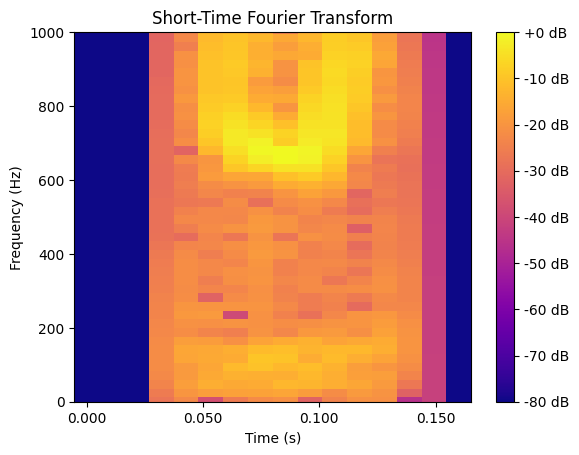 Short-Time Fourier Transform
1000
800
600
400
200
0
Frequency (Hz)
0.000
0.050
0.100
0.150
Time (s)
+0 dB
-10 dB
-20 dB
-30 dB
-40 dB
-50 dB
-60 dB
-70 dB
-80 dB